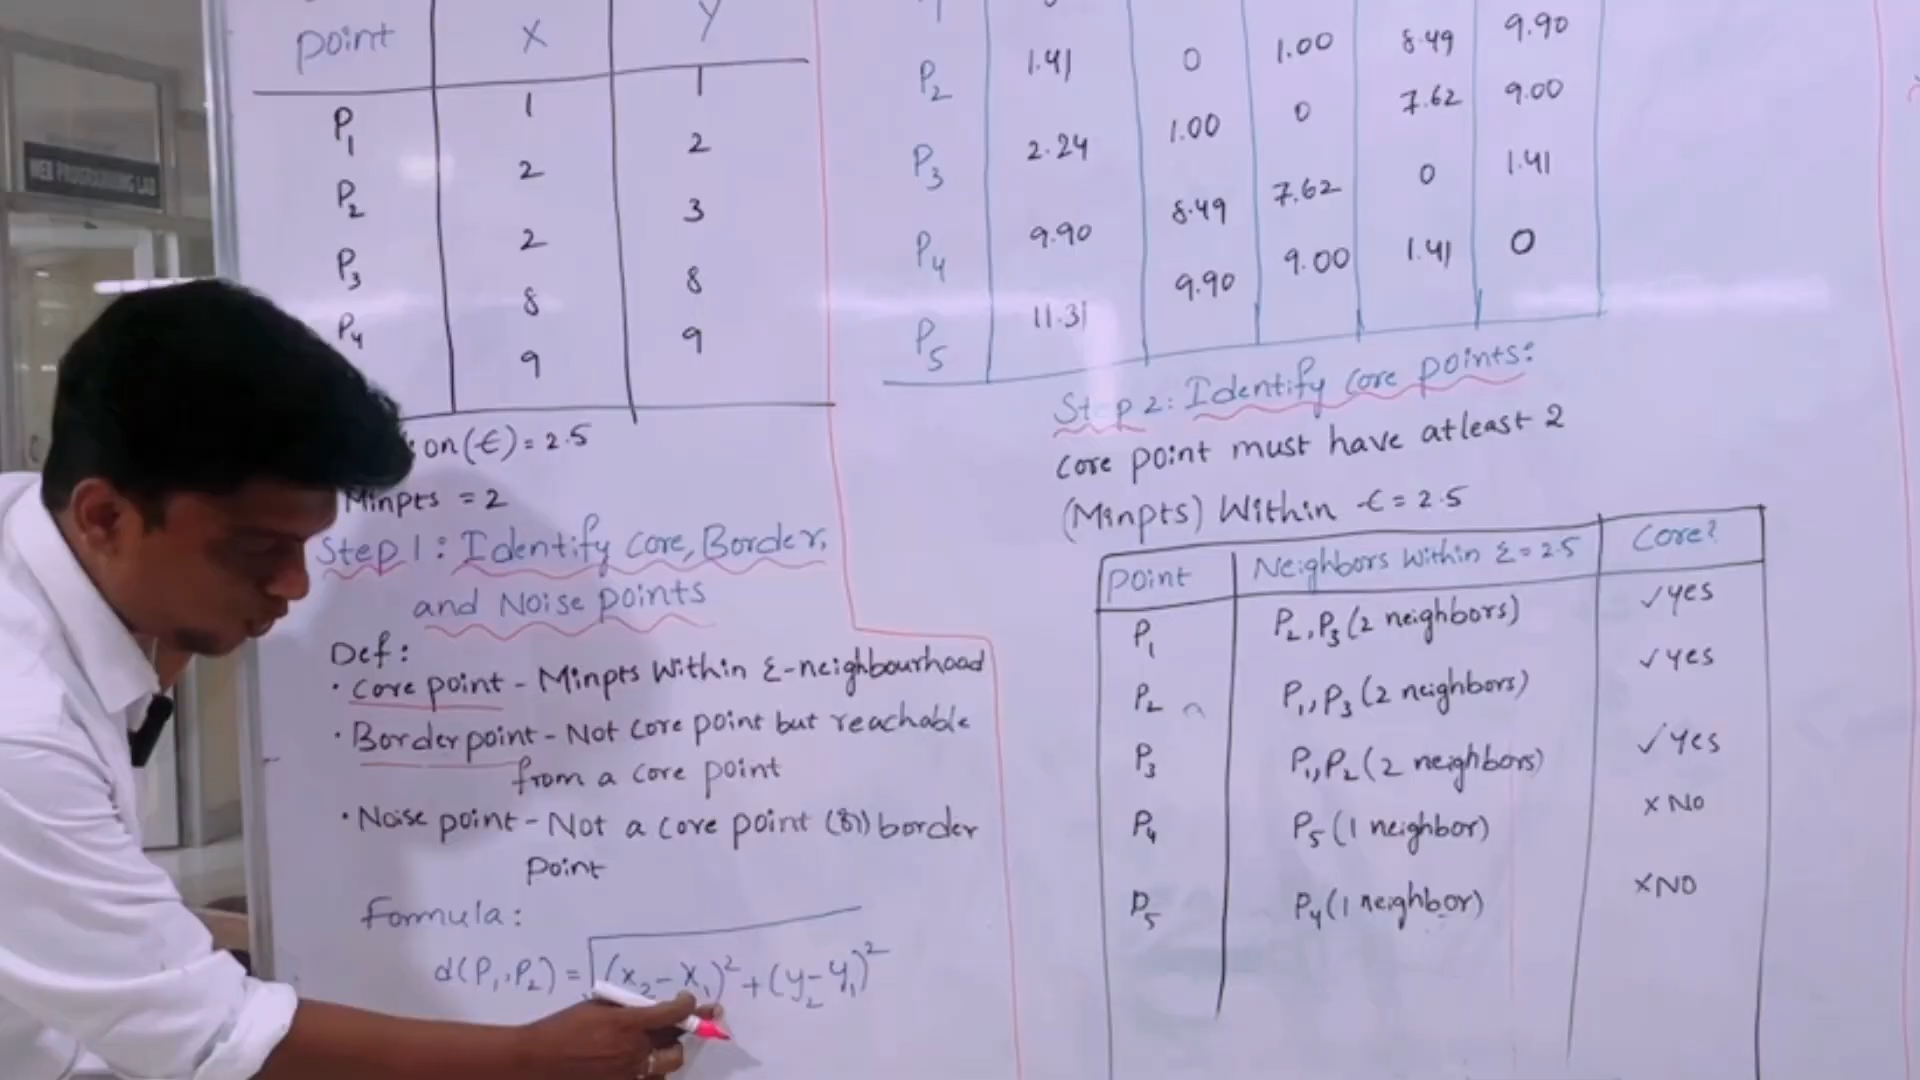 WEB PROGRAMMING LAB
point X Y
P1 1 1
P2 2 2
P3 2 3
P4 8 8
9 9
on (€) = 2.5
Minpts = 2
Step 1: Identify core, Border,
and Noise points
Def:
• Core point - Minpts Within ε-neighbourhood
• Border point - Not core point but reachable
from a core point
• Noise point - Not a core point (or) border
point
Formula:
d(P1, P2) = √(x2 - x1)² + (y2 - y1)²
P2 1.41 0 1.00 8.49 9.90
P3 2.24 1.00 0 7.62 9.00
P4 9.90 8.49 7.62 0 1.41
P5 11.31 9.90 9.00 1.41 0
Step 2: Identify core points:
core point must have atleast 2
(Minpts) Within € = 2.5
point Neighbors Within ε = 2.5 Core?
P1 P2, P3 (2 neighbors) ✓ yes
P2 P1, P3 (2 neighbors) ✓ yes
P3 P1, P2 (2 neighbors) ✓ yes
P4 P5 (1 neighbor) x No
P5 P4 (1 neighbor) x NO